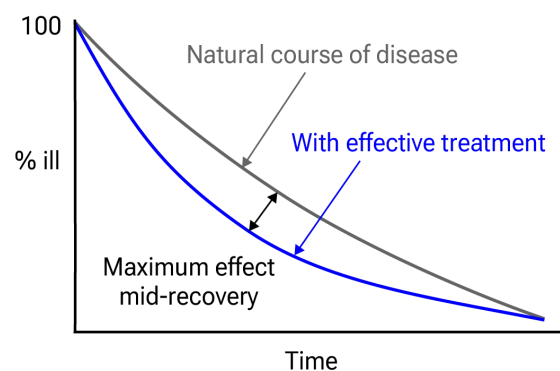 100
Natural course of disease
With effective treatment
% ill
Maximum effect
mid-recovery
Time